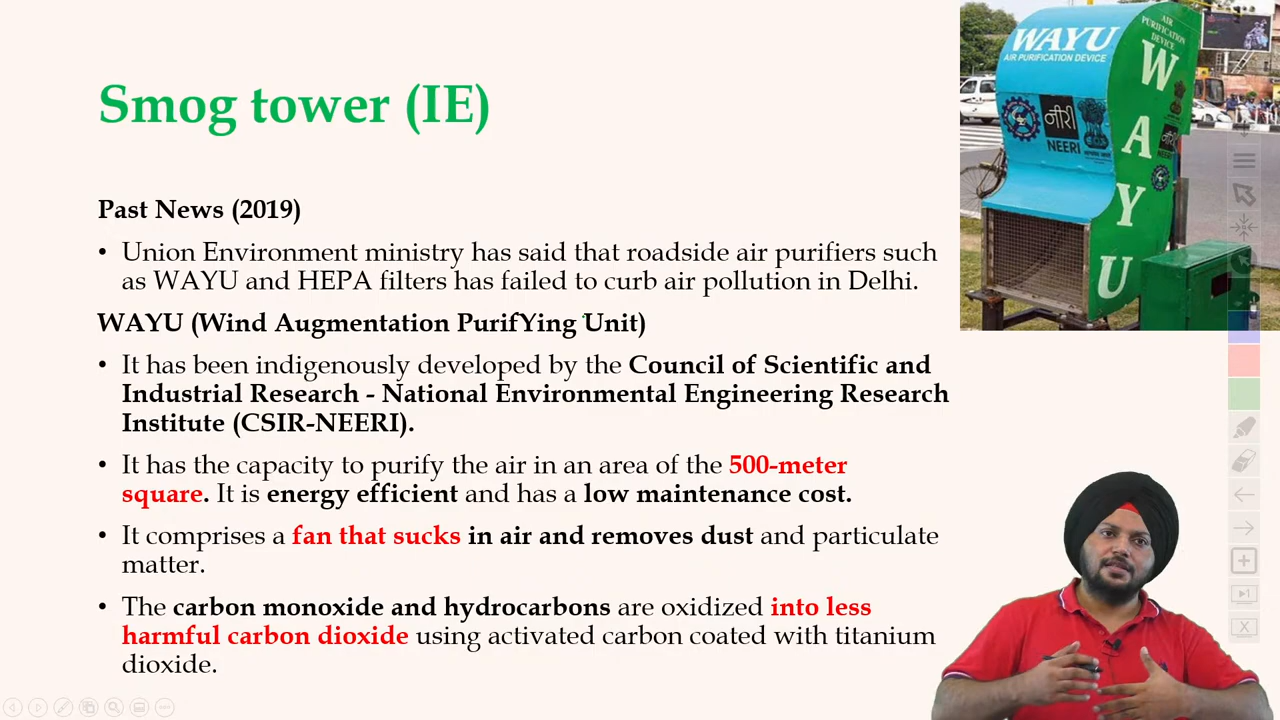 Smog tower (IE)
Past News (2019)
• Union Environment ministry has said that roadside air purifiers such
as WAYU and HEPA filters has failed to curb air pollution in Delhi.
WAYU (Wind Augmentation PurifYing Unit)
• It has been indigenously developed by the Council of Scientific and
Industrial Research - National Environmental Engineering Research
Institute (CSIR-NEERI).
• It has the capacity to purify the air in an area of the 500-meter
square. It is energy efficient and has a low maintenance cost.
• It comprises a fan that sucks in air and removes dust and particulate
matter.
• The carbon monoxide and hydrocarbons are oxidized into less
harmful carbon dioxide using activated carbon coated with titanium
dioxide.
WAYU
AIR PURIFICATION DEVICE
नीरी
NEERI
AIR
PURIFICATION
DEVICE
W
A
Y
U